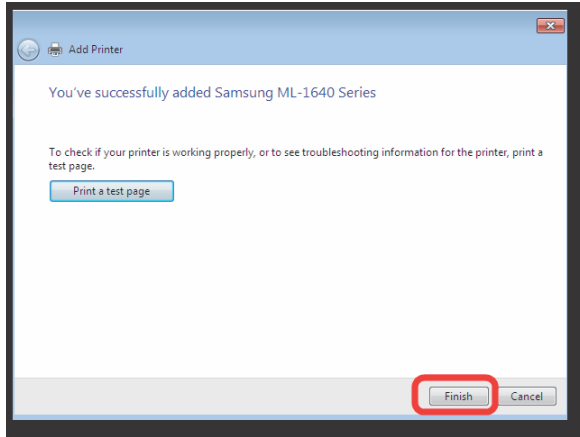 Add Printer
You've successfully added Samsung ML-1640 Series
To check if your printer is working properly, or to see troubleshooting information for the printer, print a
test page.
Print a test page
Finish
Cancel